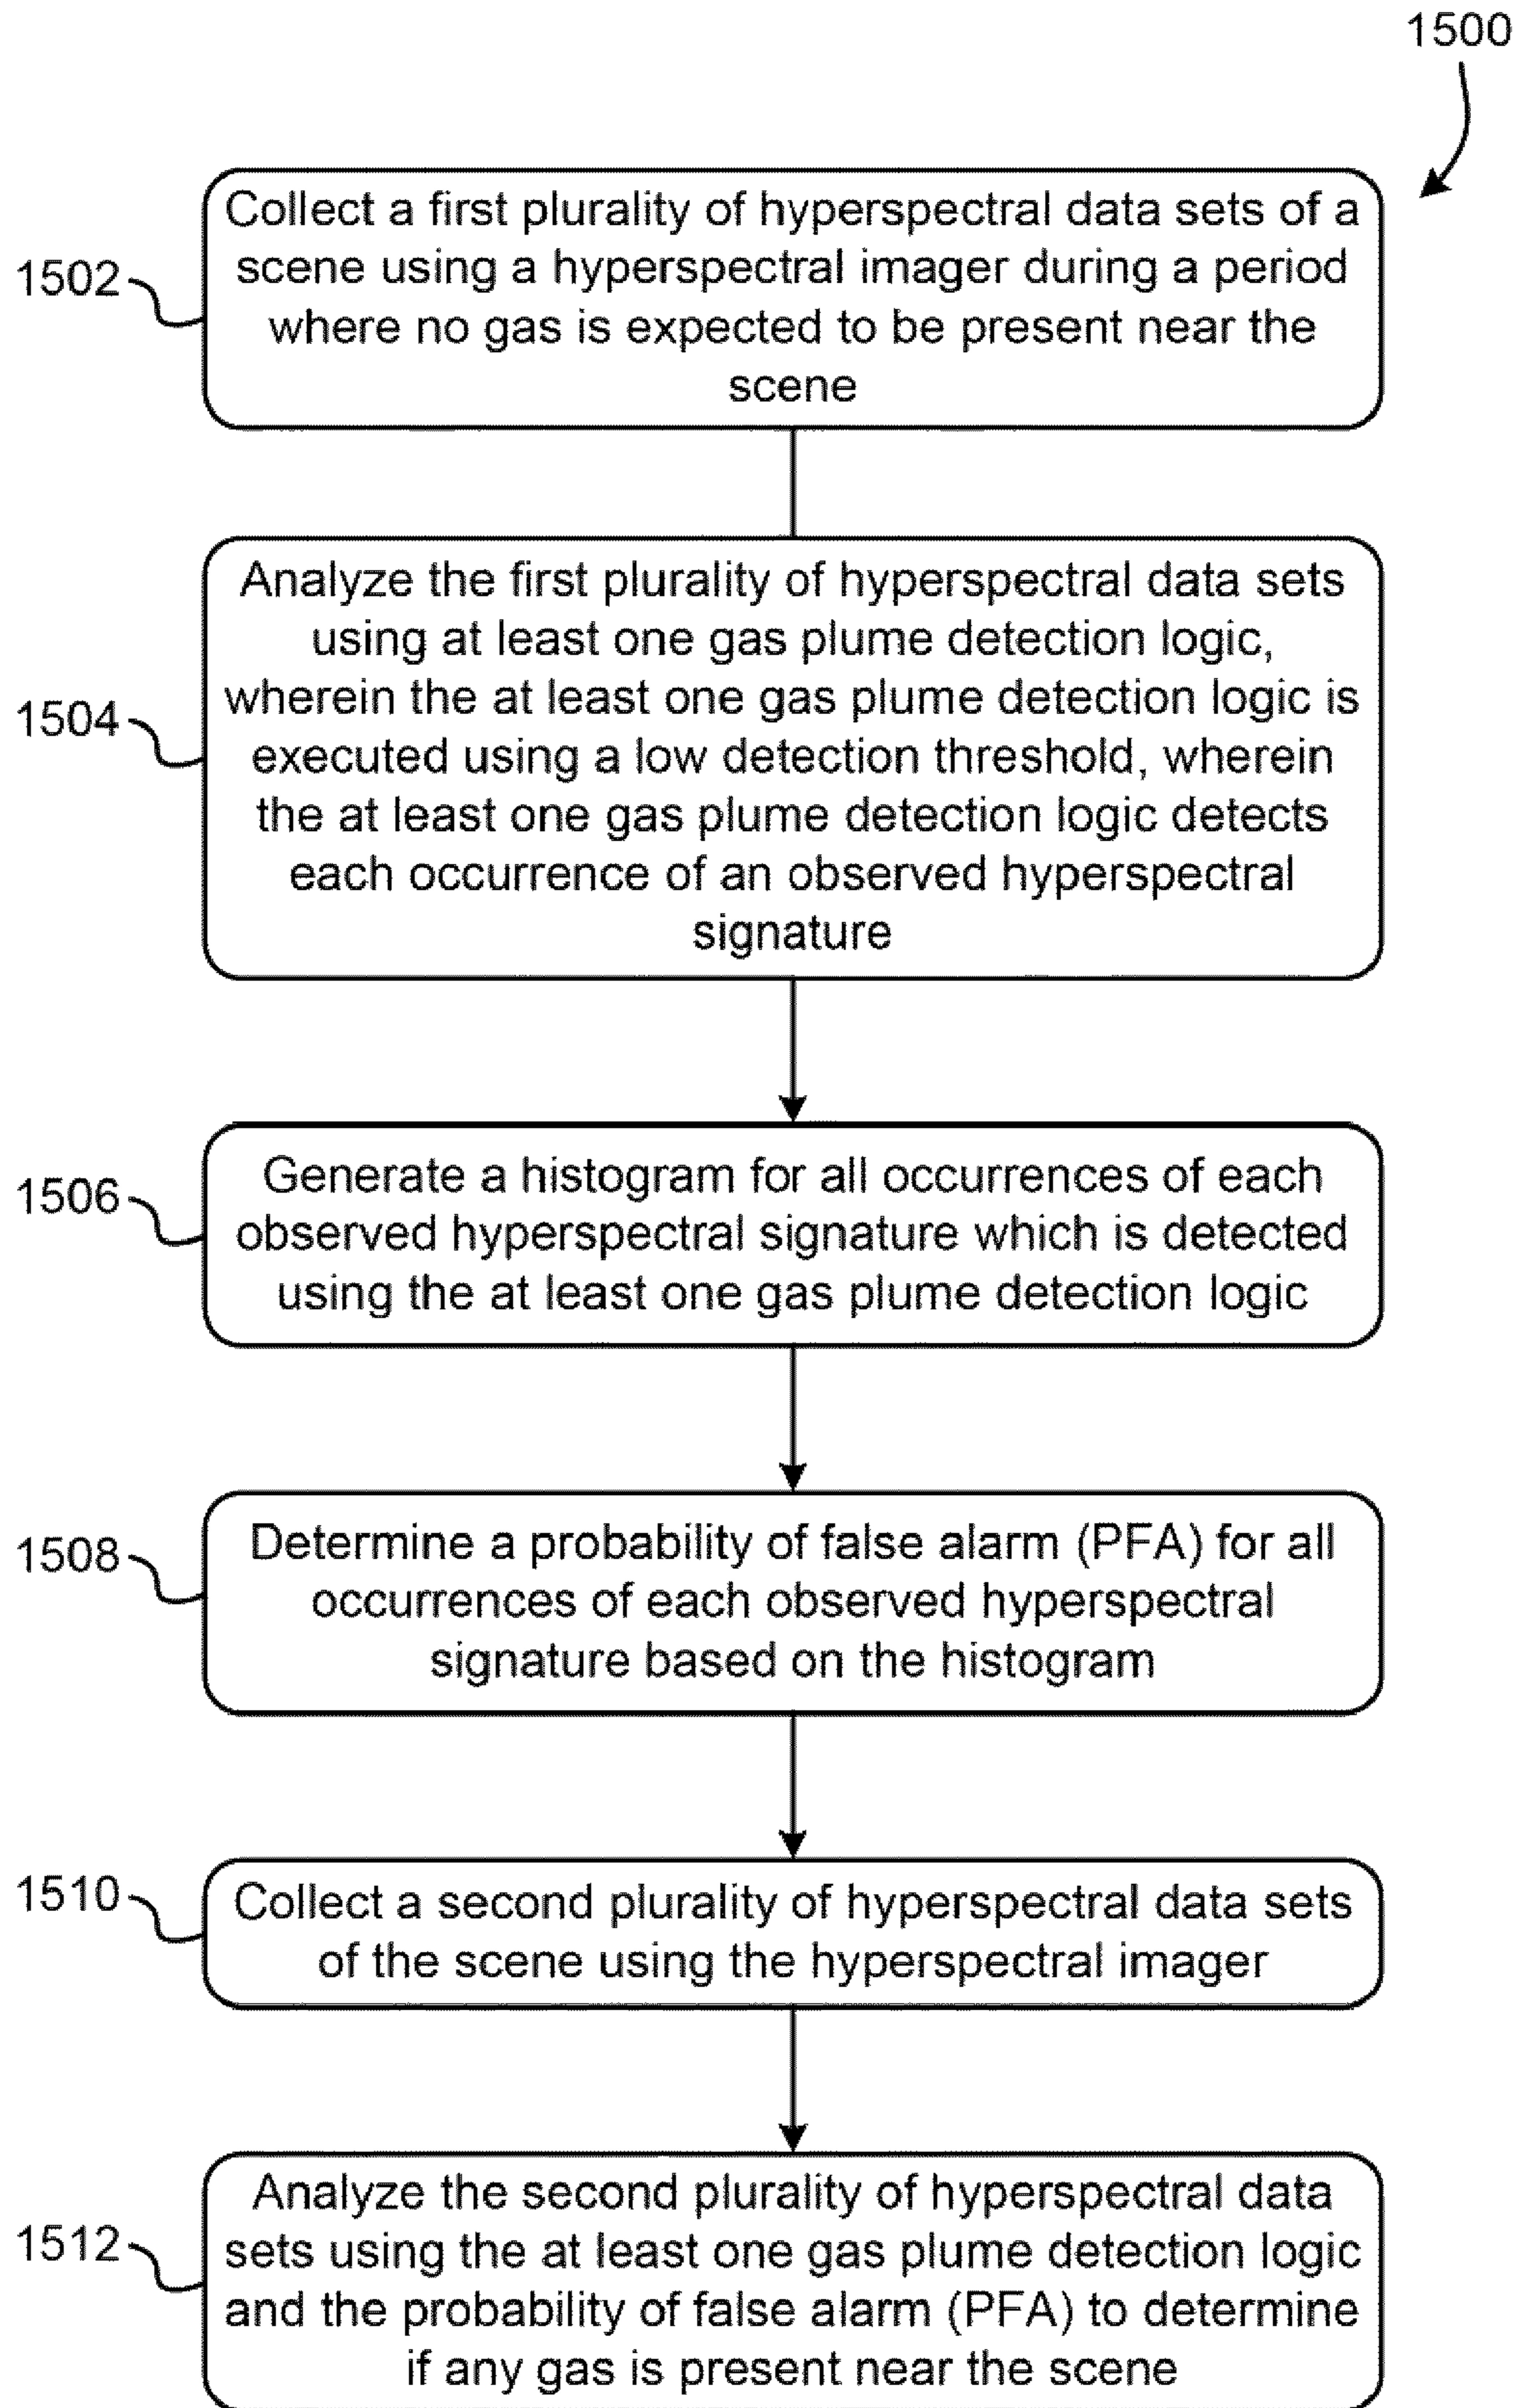 1500
1502
Collect a first plurality of hyperspectral data sets of a
scene using a hyperspectral imager during a period
where no gas is expected to be present near the
scene
1504
Analyze the first plurality of hyperspectral data sets
using at least one gas plume detection logic,
wherein the at least one gas plume detection logic is
executed using a low detection threshold, wherein
the at least one gas plume detection logic detects
each occurrence of an observed hyperspectral
signature
1506
Generate a histogram for all occurrences of each
observed hyperspectral signature which is detected
using the at least one gas plume detection logic
1508
Determine a probability of false alarm (PFA) for all
occurrences of each observed hyperspectral
signature based on the histogram
1510
Collect a second plurality of hyperspectral data sets
of the scene using the hyperspectral imager
1512
Analyze the second plurality of hyperspectral data
sets using the at least one gas plume detection logic
and the probability of false alarm (PFA) to determine
if any gas is present near the scene